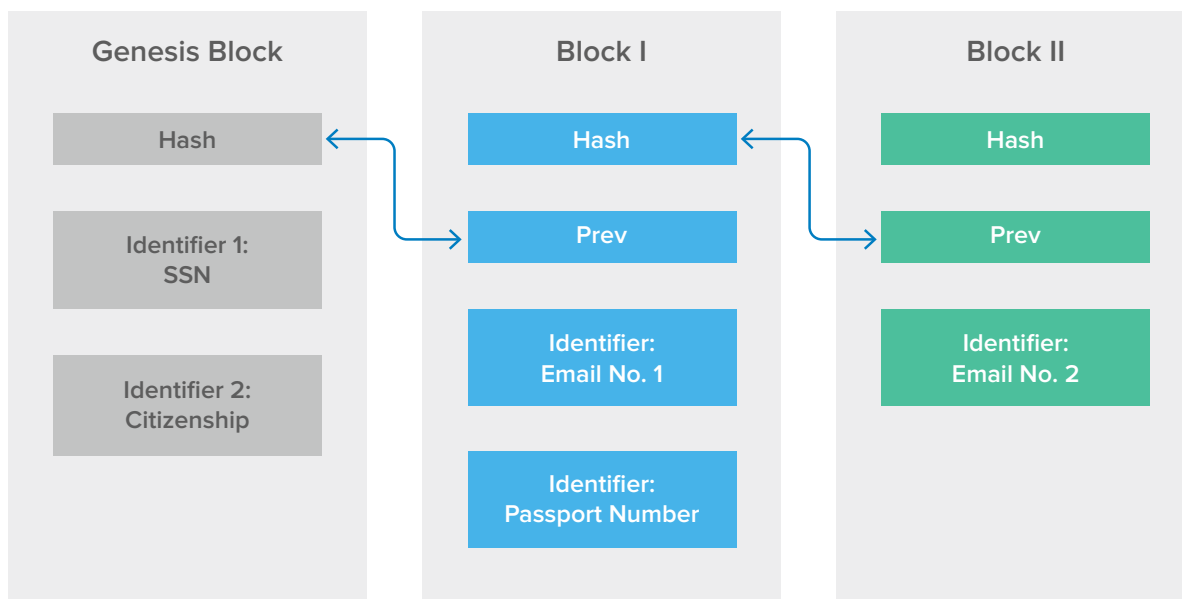 Genesis Block
Hash
Identifier 1:
SSN
Identifier 2:
Citizenship
Block I
Hash
Prev
Identifier:
Email No. 1
Identifier:
Passport Number
Block II
Hash
Prev
Identifier:
Email No. 2